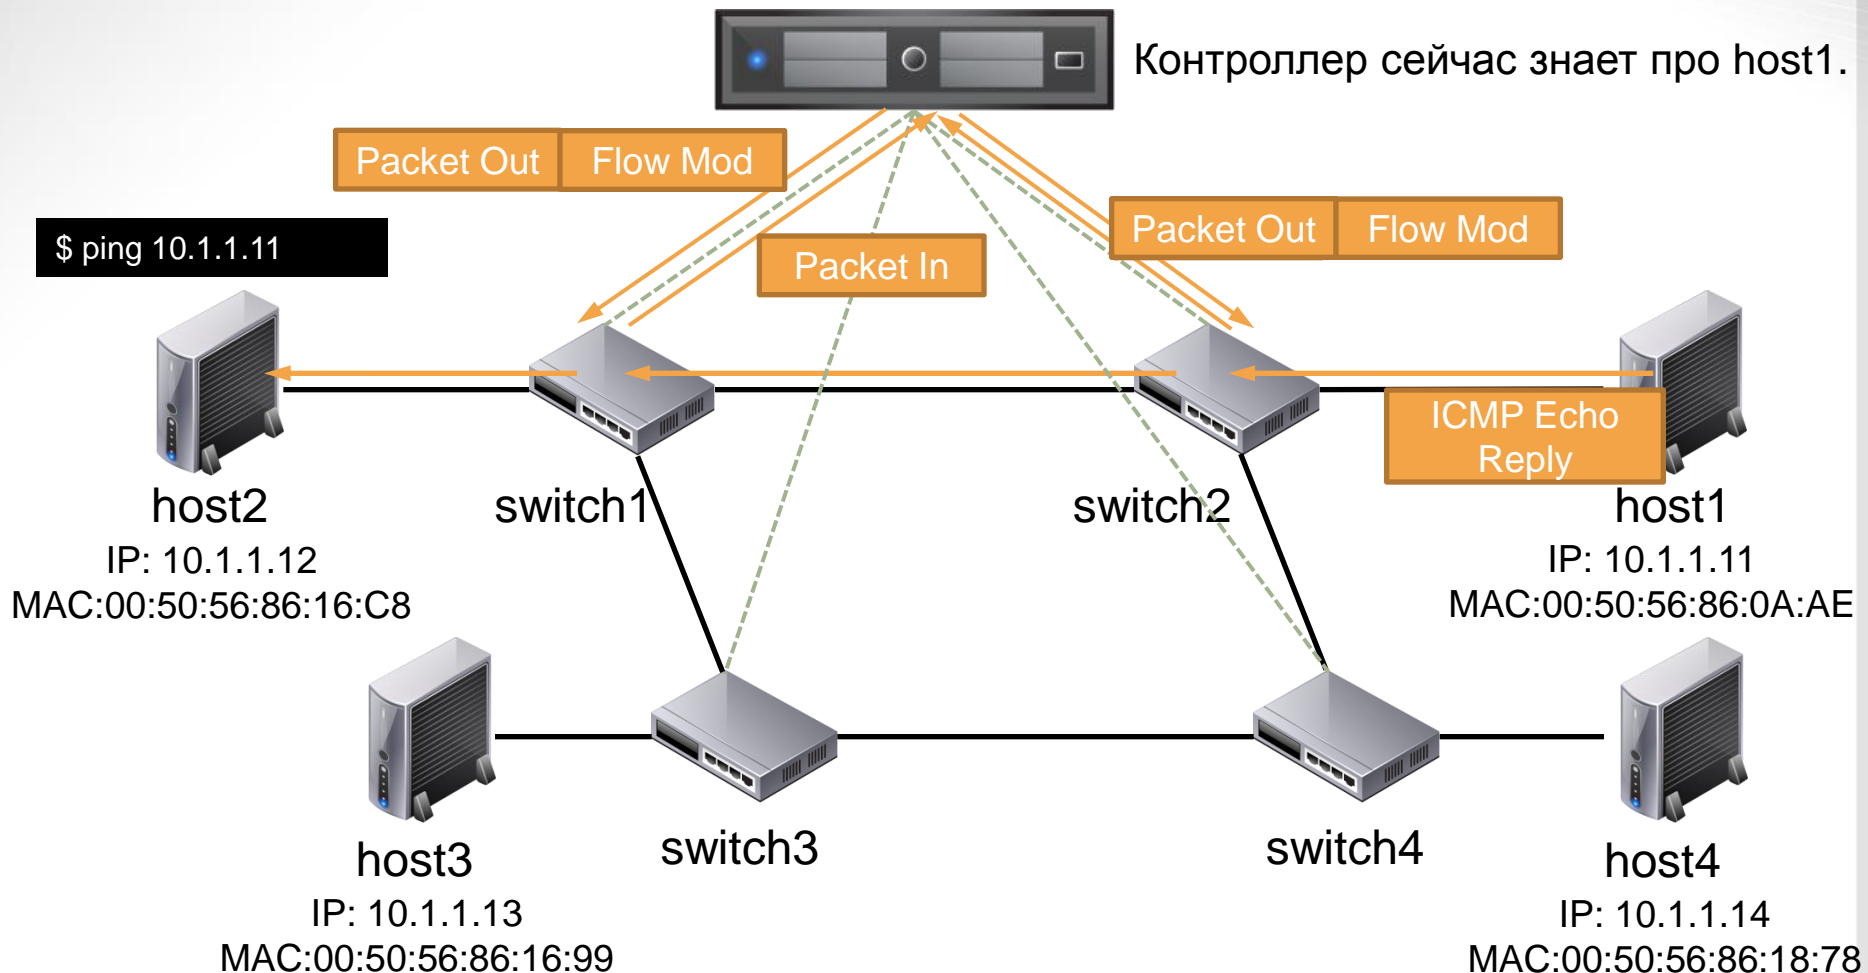 Контроллер сейчас знает про host1.
Packet Out
Flow Mod
Packet Out
Flow Mod
$ ping 10.1.1.11
Packet In
ICMP Echo
Reply
host2
IP: 10.1.1.12
MAC:00:50:56:86:16:C8
switch1
switch2
host1
IP: 10.1.1.11
MAC:00:50:56:86:0A:AE
host3
IP: 10.1.1.13
MAC:00:50:56:86:16:99
switch3
switch4
host4
IP: 10.1.1.14
MAC:00:50:56:86:18:78